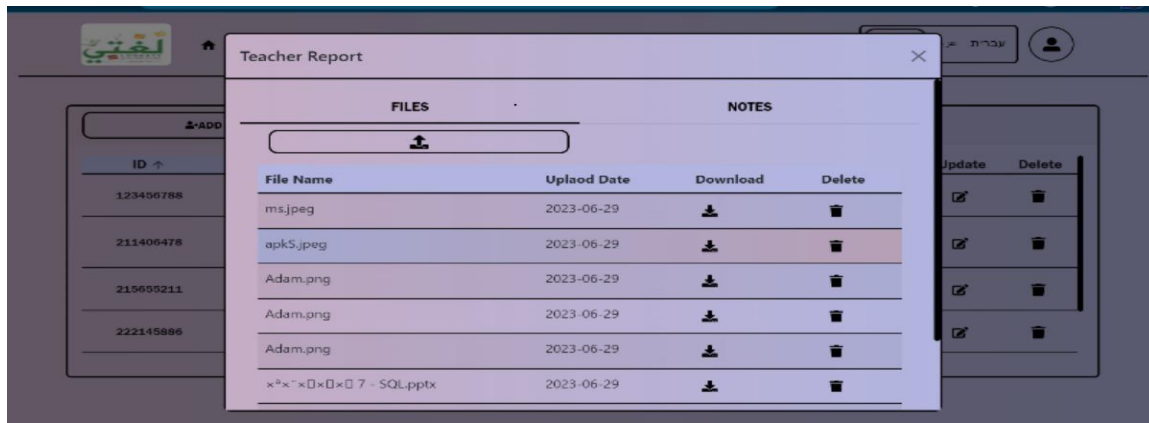 لغتي
עברית عر
Teacher Report ×
FILES NOTES
ADD
ID ↑ Update Delete
File Name Uplaod Date Download Delete
123456788
ms.jpeg 2023-06-29
211406478
apkS.jpeg 2023-06-29
Adam.png 2023-06-29
215655211
Adam.png 2023-06-29
222145886
Adam.png 2023-06-29
7 - SQL.pptx 2023-06-29